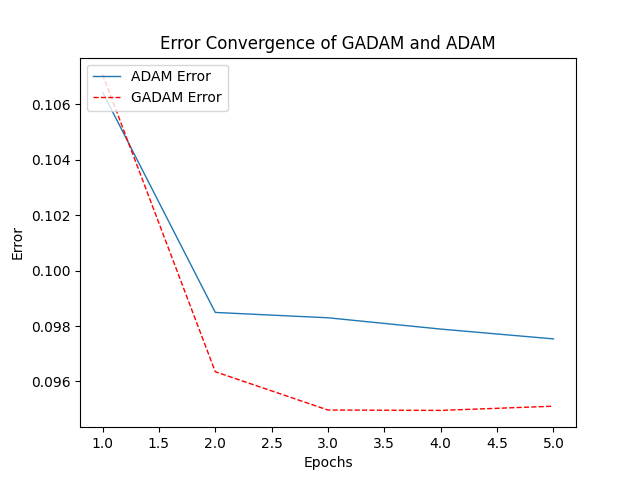 Error Convergence of GADAM and ADAM
ADAM Error
GADAM Error
0.106
0.104
0.102
0.100
0.098
0.096
Error
1.0 1.5 2.0 2.5 3.0 3.5 4.0 4.5 5.0
Epochs